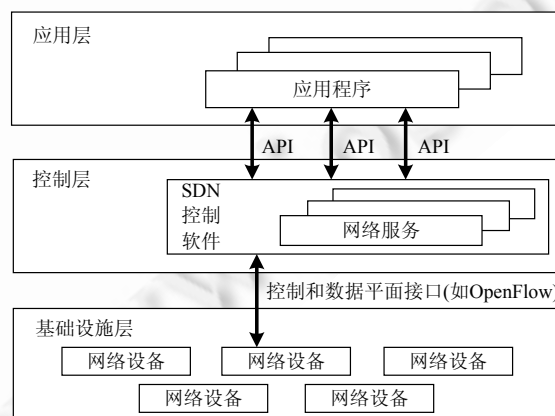 应用层
应用程序
API API API
控制层
SDN
控制
软件
网络服务
控制和数据平面接口(如OpenFlow)
基础设施层
网络设备 网络设备 网络设备
网络设备 网络设备